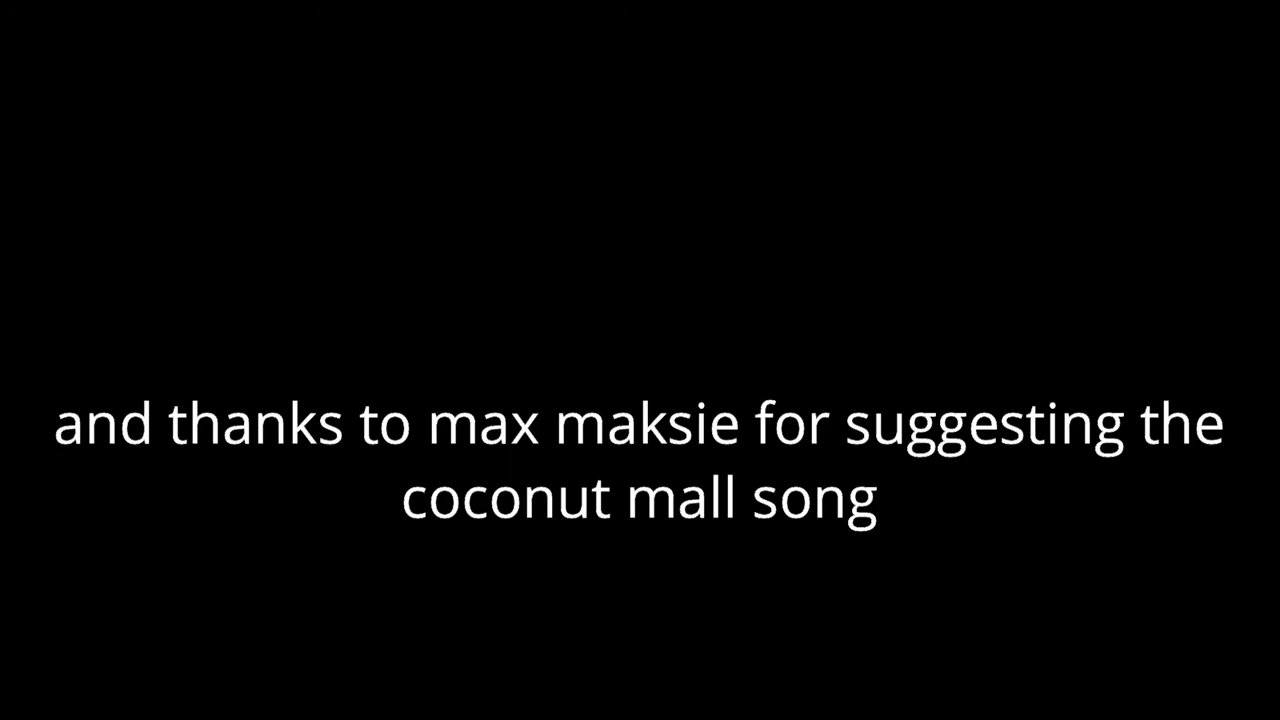 and thanks to max maksie for suggesting the
coconut mall song